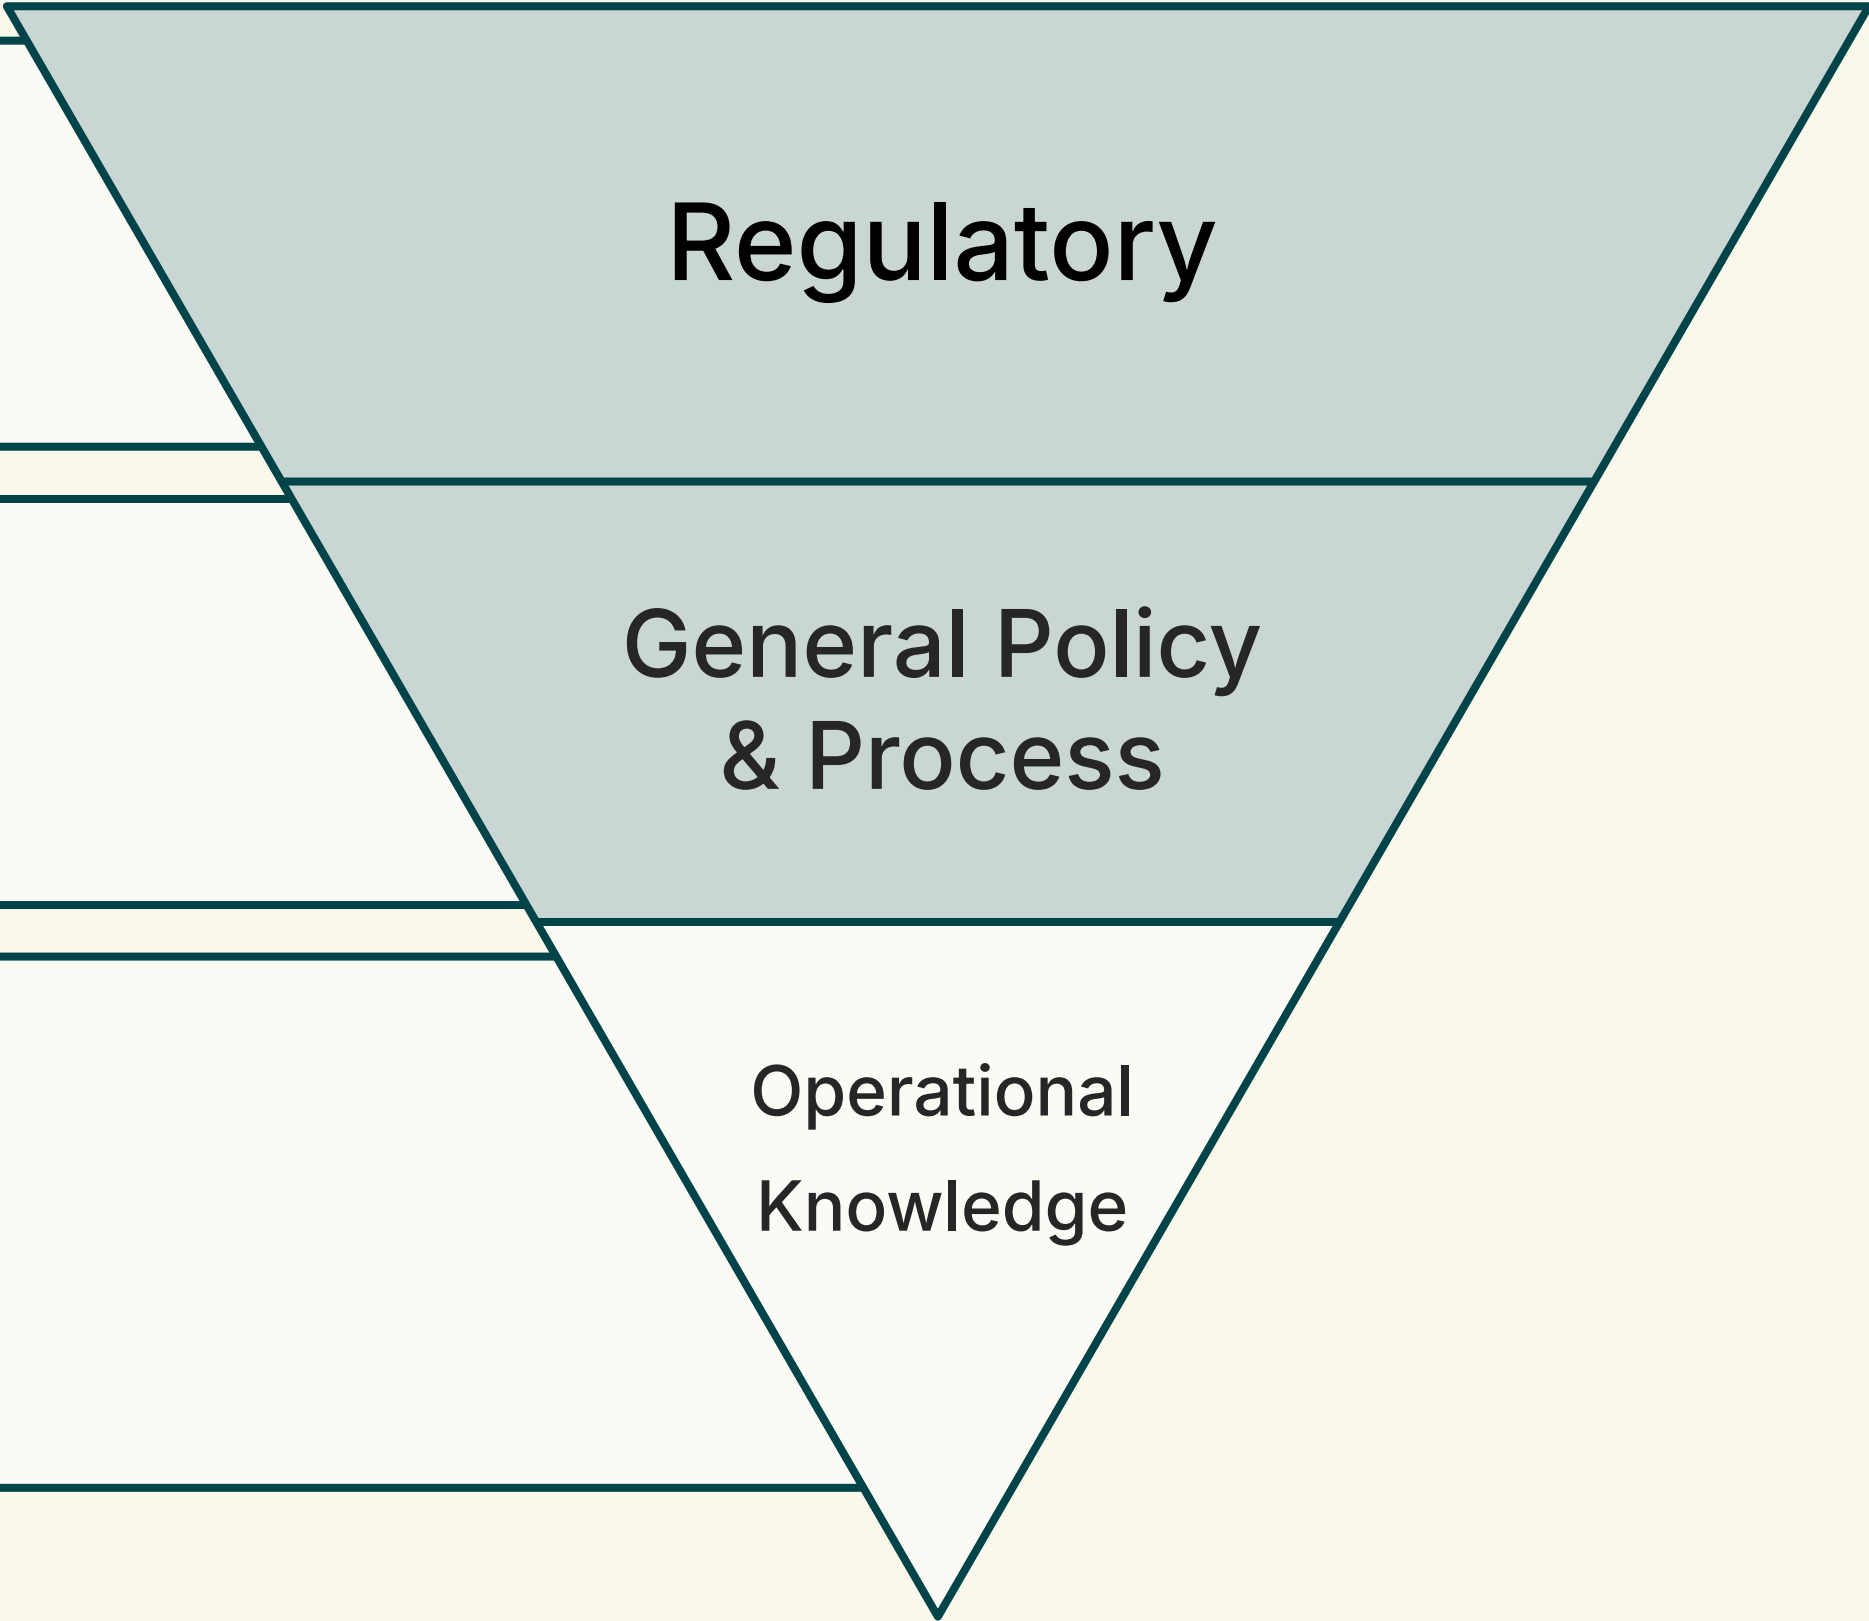 Regulatory
General Policy
& Process
Operational
Knowledge